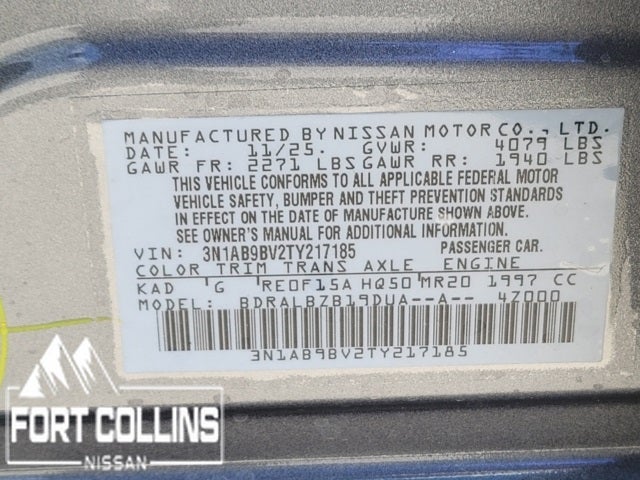 MANUFACTURED BY NISSAN MOTOR CO., LTD.
DATE: 11/25. GVWR: 4079 LBS
GAWR FR: 2271 LBS GAWR RR: 1940 LBS
THIS VEHICLE CONFORMS TO ALL APPLICABLE FEDERAL MOTOR
VEHICLE SAFETY, BUMPER AND THEFT PREVENTION STANDARDS
IN EFFECT ON THE DATE OF MANUFACTURE SHOWN ABOVE.
SEE OWNER'S MANUAL FOR ADDITIONAL INFORMATION.
VIN: 3N1AB9BV2TY217185 PASSENGER CAR.
COLOR TRIM TRANS AXLE ENGINE
KAD G RE0F15A HQ50 MR20 1997 CC
MODEL: BDRALBZB19DUA--A-- 4Z000
3N1AB9BV2TY217185
FORT COLLINS
NISSAN